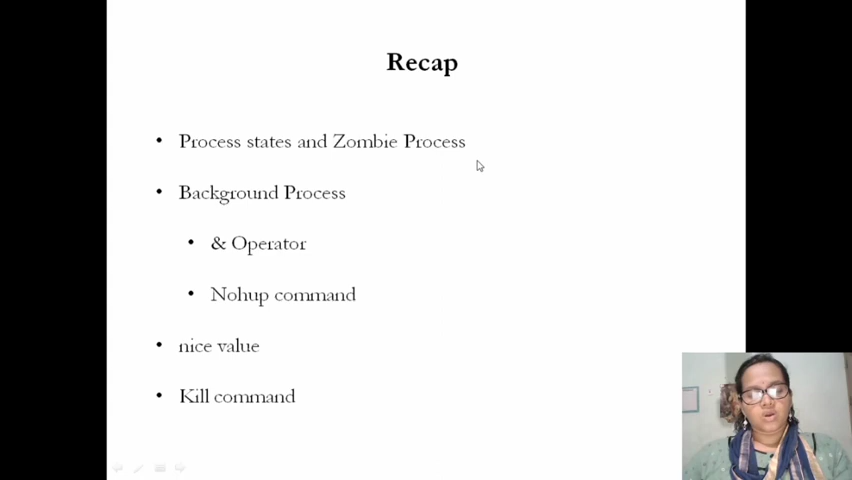 Recap
• Process states and Zombie Process
• Background Process
• & Operator
• Nohup command
• nice value
• Kill command